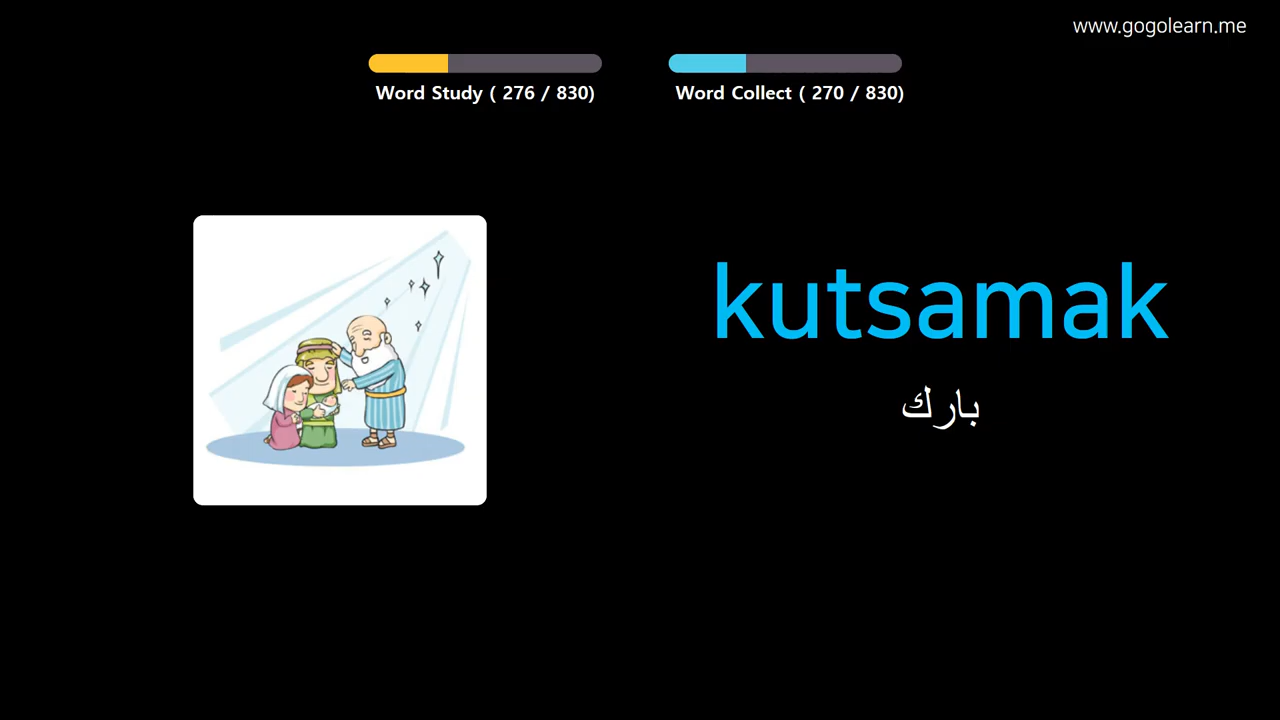 www.gogolearn.me
Word Study ( 276 / 830)
Word Collect ( 270 / 830)
kutsamak
بارك